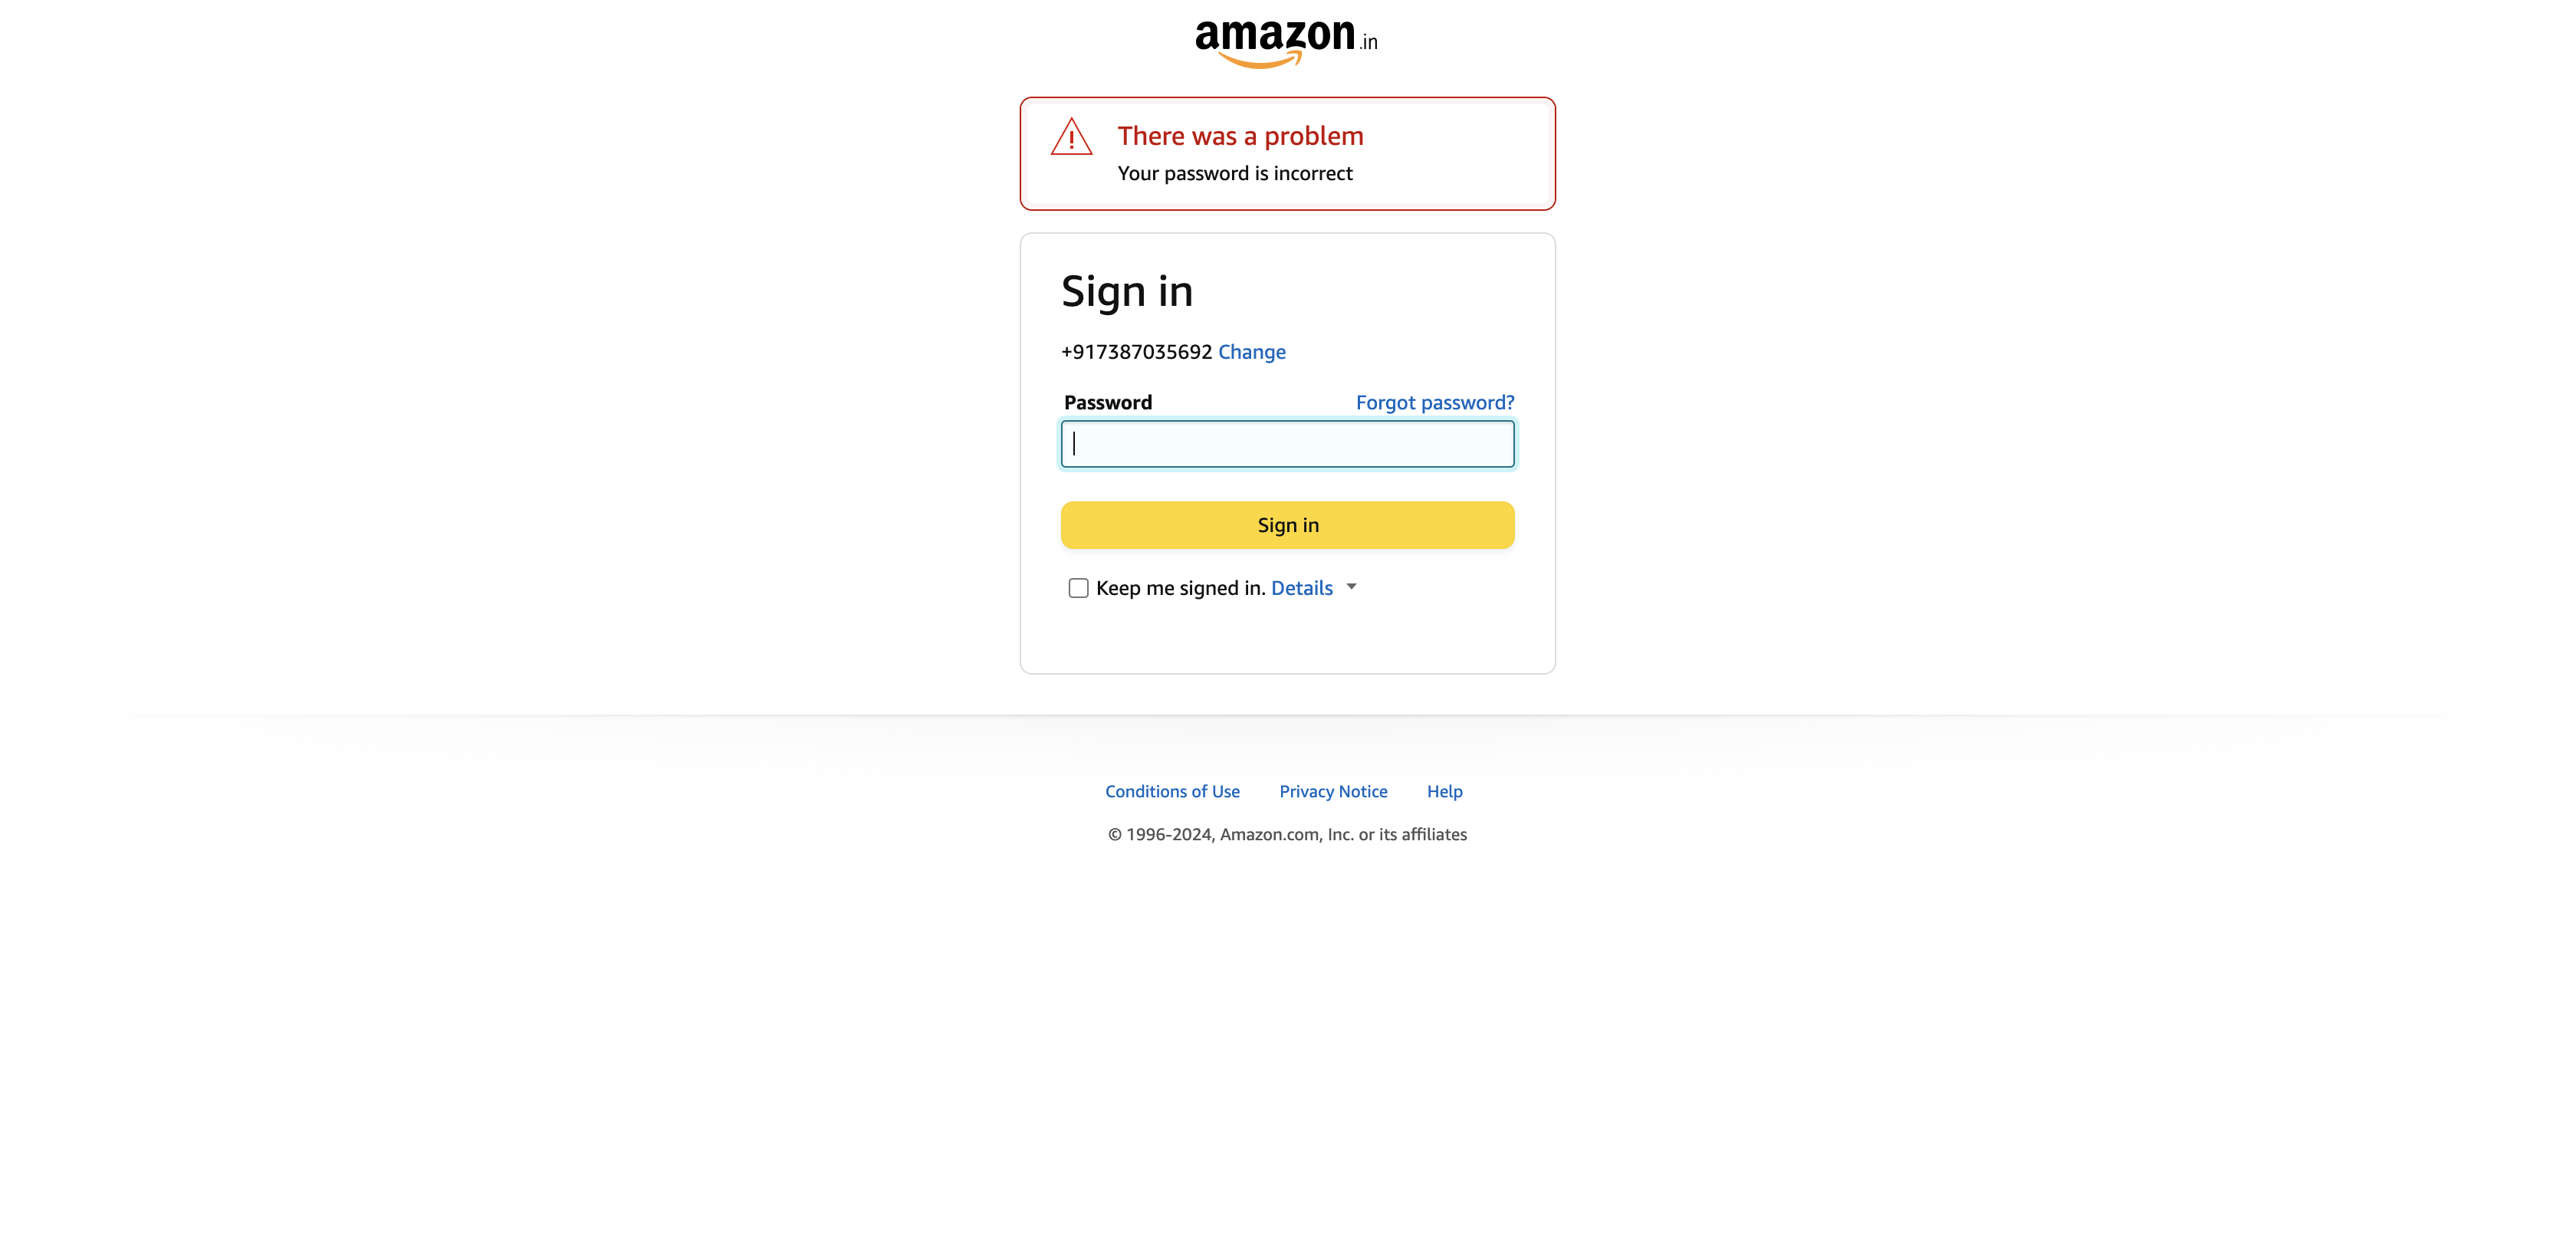 amazon.in
There was a problem
Your password is incorrect
Sign in
+917387035692 Change
Password Forgot password?
Sign in
Keep me signed in. Details
Conditions of Use Privacy Notice Help
© 1996-2024, Amazon.com, Inc. or its affiliates